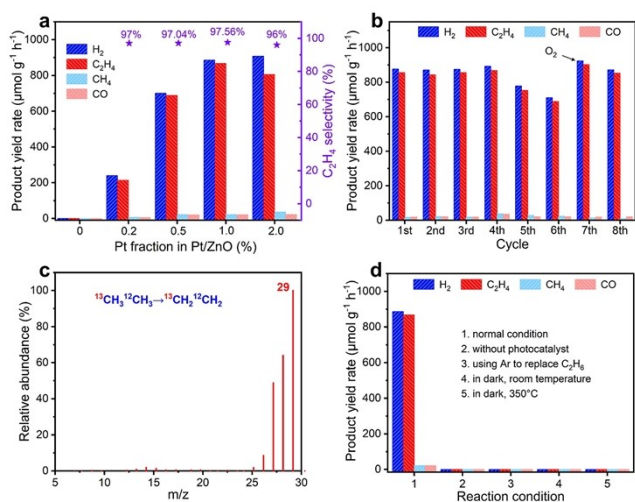 a
H₂
C₂H₄
CH₄
CO
97%
97.04%
97.56%
96%
Product yield rate (μmol g⁻¹ h⁻¹)
1000
800
600
400
200
0
C₂H₄ selectivity (%)
100
80
60
40
20
0
0
0.2
0.5
1.0
2.0
Pt fraction in Pt/ZnO (%)
b
H₂
C₂H₄
CH₄
CO
O₂
Product yield rate (μmol g⁻¹ h⁻¹)
1000
800
600
400
200
0
1st
2nd
3rd
4th
5th
6th
7th
8th
Cycle
c
¹³CH₃¹²CH₃→¹³CH₂¹²CH₂
29
Relative abundance (%)
100
80
60
40
20
0
5
10
15
20
25
30
m/z
d
H₂
C₂H₄
CH₄
CO
1. normal condition
2. without photocatalyst
3. using Ar to replace C₂H₆
4. in dark, room temperature
5. in dark, 350°C
Product yield rate (μmol g⁻¹ h⁻¹)
1000
800
600
400
200
0
1
2
3
4
5
Reaction condition